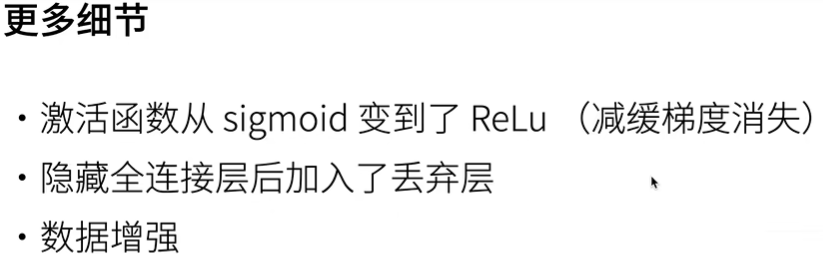 更多细节
• 激活函数从 sigmoid 变到了 ReLu （减缓梯度消失）
• 隐藏全连接层后加入了丢弃层
• 数据增强